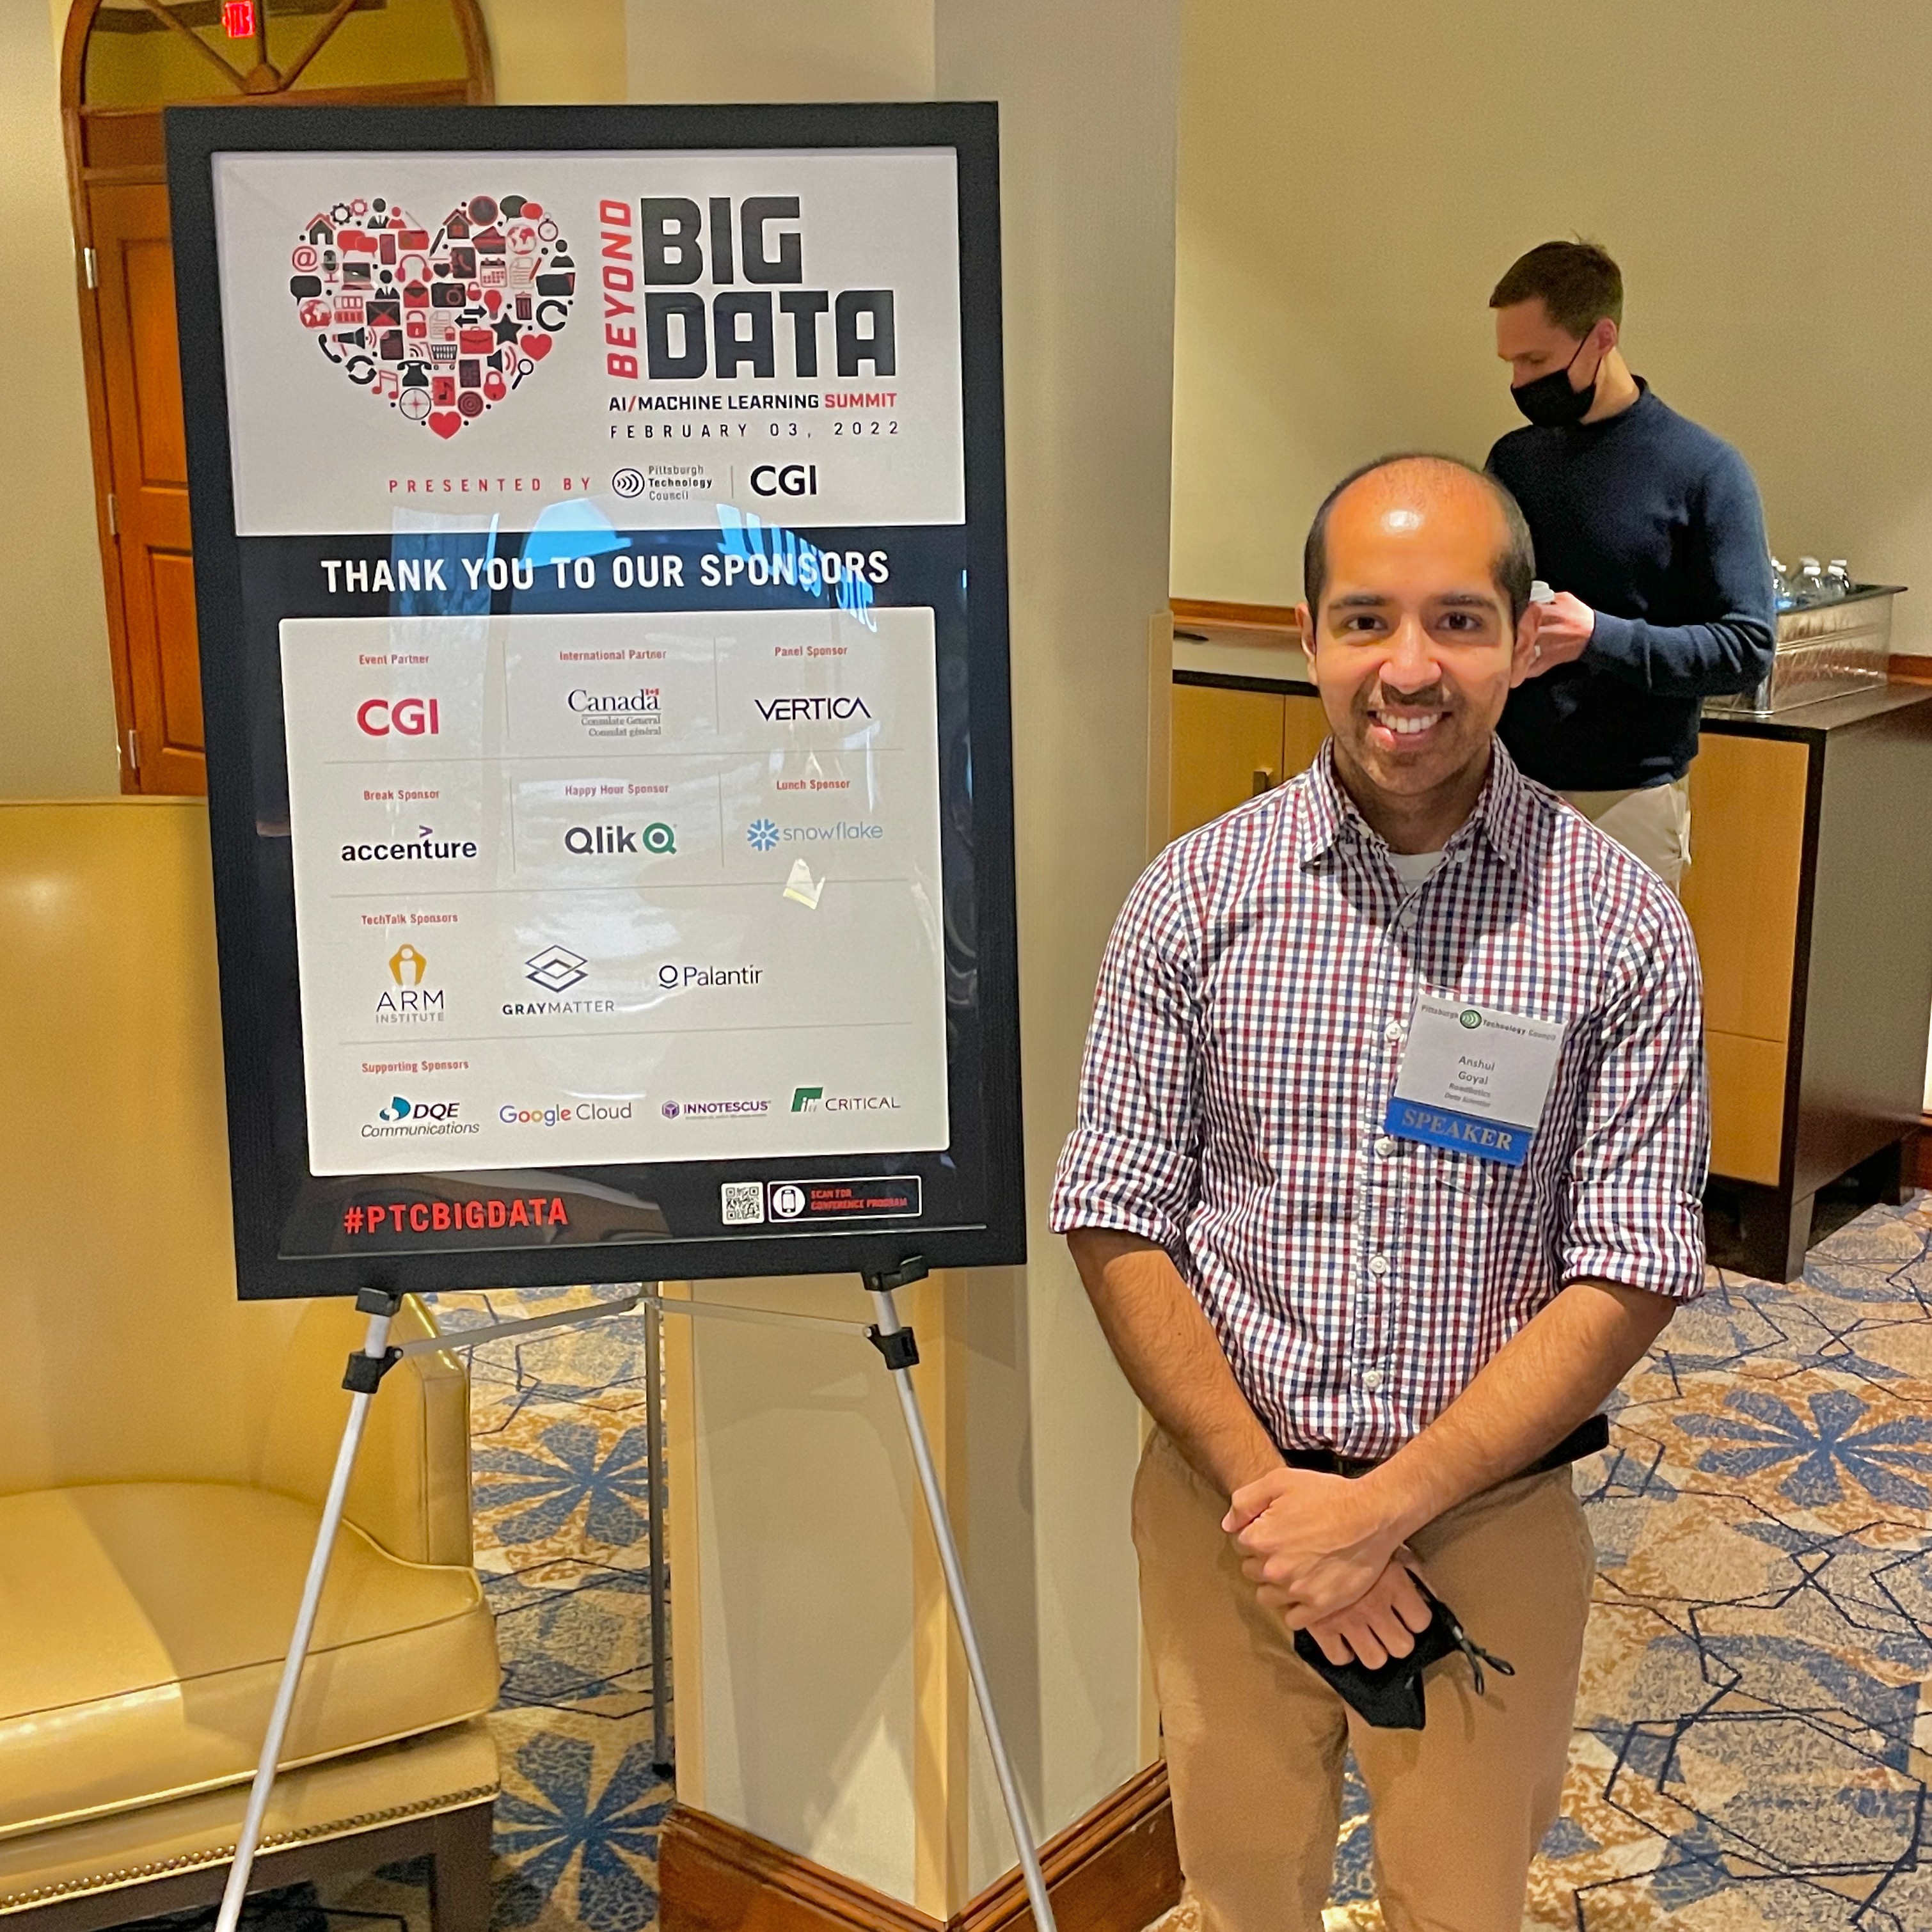 BEYOND
BIG
DATA
AI/MACHINE LEARNING SUMMIT
FEBRUARY 03, 2022
PRESENTED BY
Pittsburgh
Technology
Council
CGI
THANK YOU TO OUR SPONSORS
Event Partner
CGI
International Partner
Canada
Consulate General
Consulat général
Panel Sponsor
VERTICA
Break Sponsor
accenture
Happy Hour Sponsor
Qlik
Lunch Sponsor
snowflake
TechTalk Sponsors
ARM
INSTITUTE
GRAYMATTER
Palantir
Supporting Sponsors
DQE
Communications
Google Cloud
INNOTESCUS
CRITICAL
#PTCBIGDATA
SCAN FOR
CONFERENCE PROGRAM
Pittsburgh Technology Council
Anshul
Goyal
RoadBotics
Data Scientist
SPEAKER